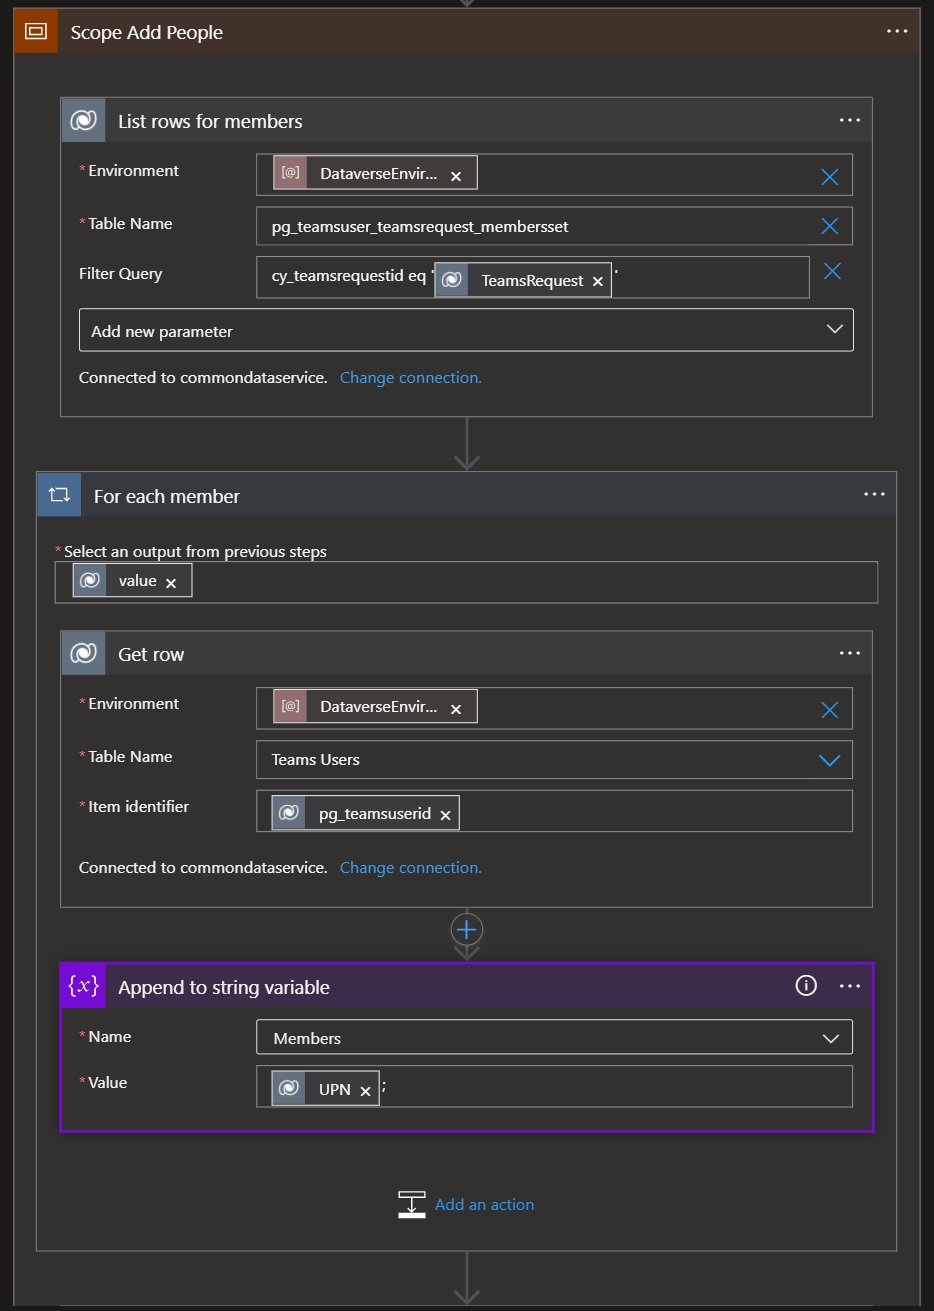 Scope Add People
List rows for members
* Environment
[@] DataverseEnvir... ×
* Table Name
pg_teamsuser_teamsrequest_membersset
Filter Query
cy_teamsrequestid eq ' TeamsRequest × '
Add new parameter
Connected to commondataservice. Change connection.
For each member
* Select an output from previous steps
value ×
Get row
* Environment
[@] DataverseEnvir... ×
* Table Name
Teams Users
* Item identifier
pg_teamsuserid ×
Connected to commondataservice. Change connection.
{x} Append to string variable
* Name
Members
* Value
UPN × ;
Add an action